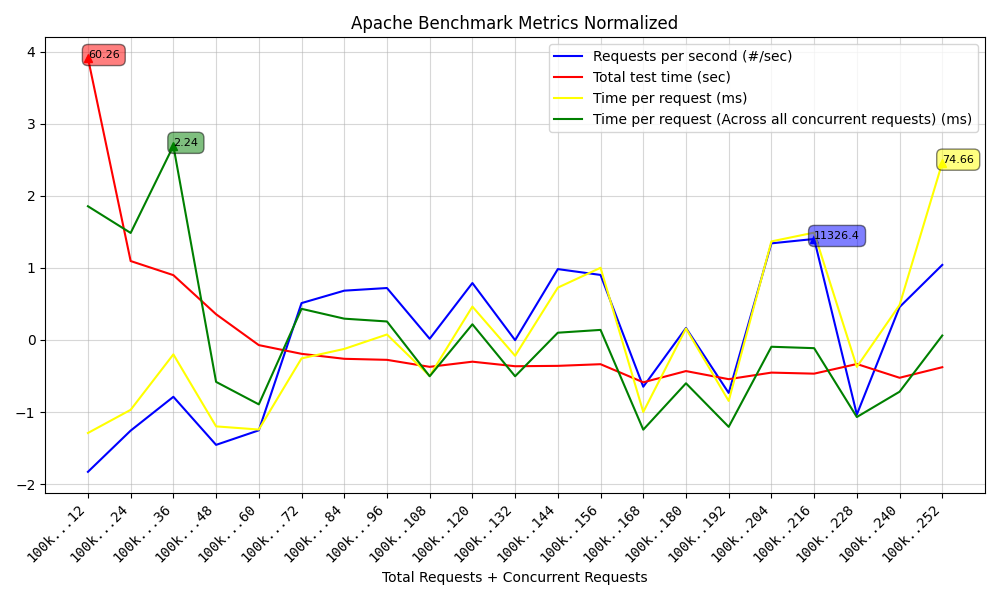 Apache Benchmark Metrics Normalized
4
3
2
1
0
−1
−2
60.26
2.24
11326.4
74.66
Requests per second (#/sec)
Total test time (sec)
Time per request (ms)
Time per request (Across all concurrent requests) (ms)
100k...12
100k...24
100k...36
100k...48
100k...60
100k...72
100k...84
100k...96
100k..108
100k..120
100k..132
100k..144
100k..156
100k..168
100k..180
100k..192
100k..204
100k..216
100k..228
100k..240
100k..252
Total Requests + Concurrent Requests